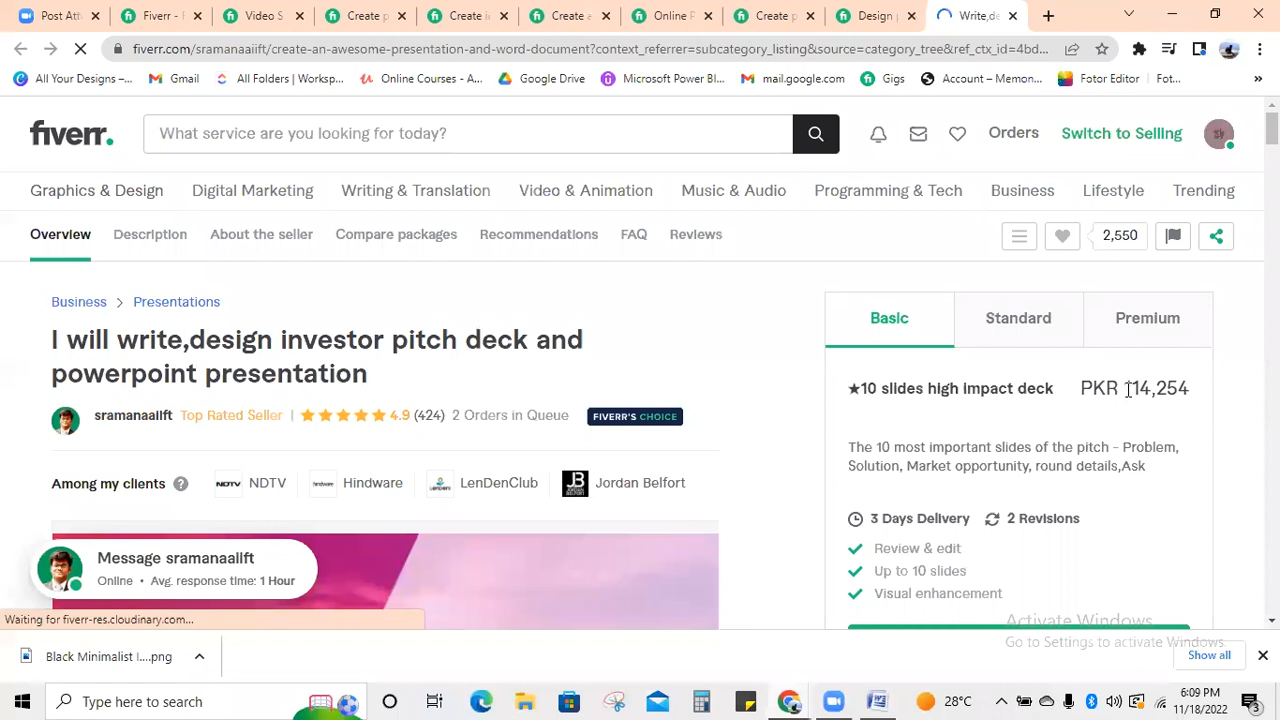 Fiverr F
Video
Create p
Create i
Create a
Online P
Create
Design p
Write,de
fiverr.com/sramanaaiift/create-an-awesome-presentation-and-word-document?context_referrer=subcategory_listing&source=category_tree&ref_ctx_id=4bd...
All Your Designs –...
Gmail
All Folders | Worksp...
Online Courses - A...
Google Drive
Microsoft Power BI...
mail.google.com
Gigs
Account – Memon...
Fotor Editor
Fot...
»
fiverr.
What service are you looking for today?
Orders
Switch to Selling
Graphics & Design
Digital Marketing
Writing & Translation
Video & Animation
Music & Audio
Programming & Tech
Business
Lifestyle
Trending
Overview
Description
About the seller
Compare packages
Recommendations
FAQ
Reviews
2,550
Business > Presentations
I will write,design investor pitch deck and
powerpoint presentation
sramanaaiift Top Rated Seller | 4.9 (424) 2 Orders in Queue FIVERR'S CHOICE
Among my clients
NDTV NDTV
hindware Hindware
LenDenClub
JB JORDAN BELFORT Jordan Belfort
Message sramanaaiift
Online • Avg. response time: 1 Hour
Waiting for fiverr-res.cloudinary.com...
Basic
Standard
Premium
★10 slides high impact deck PKR 114,254
The 10 most important slides of the pitch - Problem,
Solution, Market opportunity, round details,Ask
3 Days Delivery
2 Revisions
Review & edit
Up to 10 slides
Visual enhancement
Activate Windows
Go to Settings to activate Windows.
Black Minimalist I....png
Show all
Type here to search
28°C
6:09 PM
11/18/2022
3